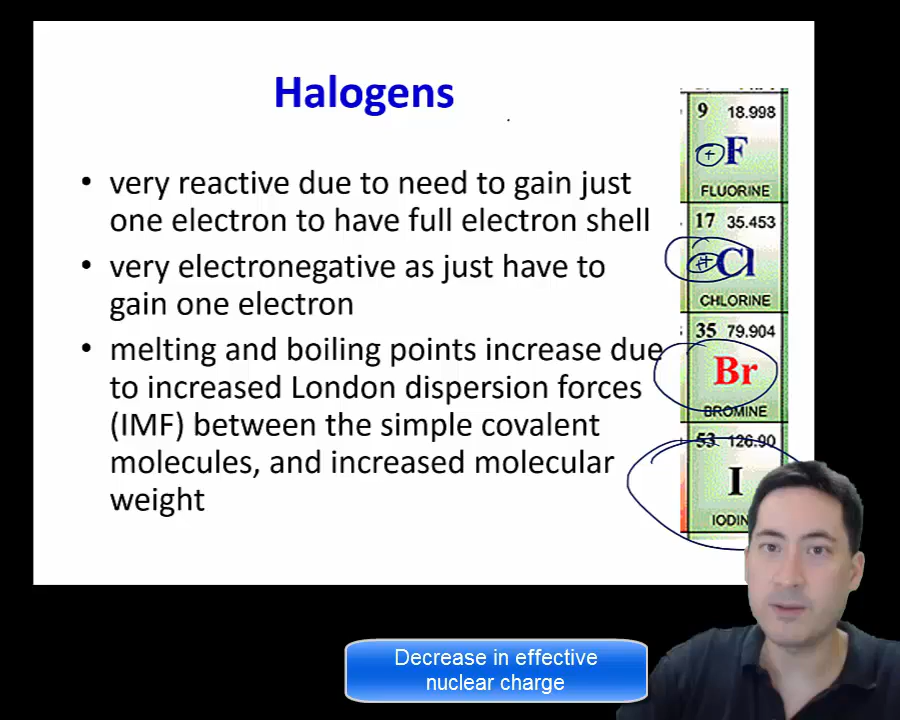 Halogens
• very reactive due to need to gain just
one electron to have full electron shell
• very electronegative as just have to
gain one electron
• melting and boiling points increase due
to increased London dispersion forces
(IMF) between the simple covalent
molecules, and increased molecular
weight
9 18.998
+ F
FLUORINE
17 35.453
+ Cl
CHLORINE
35 79.904
Br
BROMINE
53 126.90
I
IODIN
Decrease in effective
nuclear charge